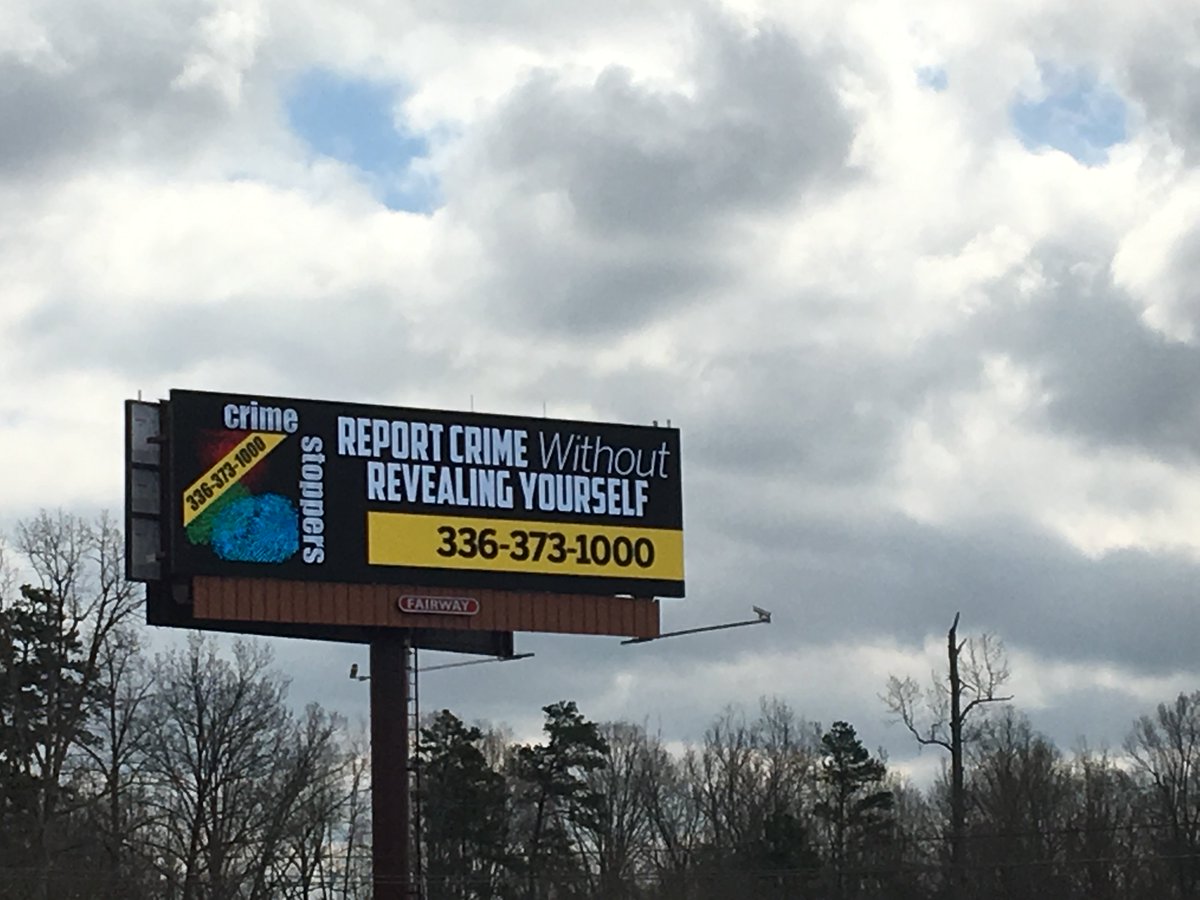 crime
stoppers
336-373-1000
REPORT CRIME Without
REVEALING YOURSELF
336-373-1000
FAIRWAY